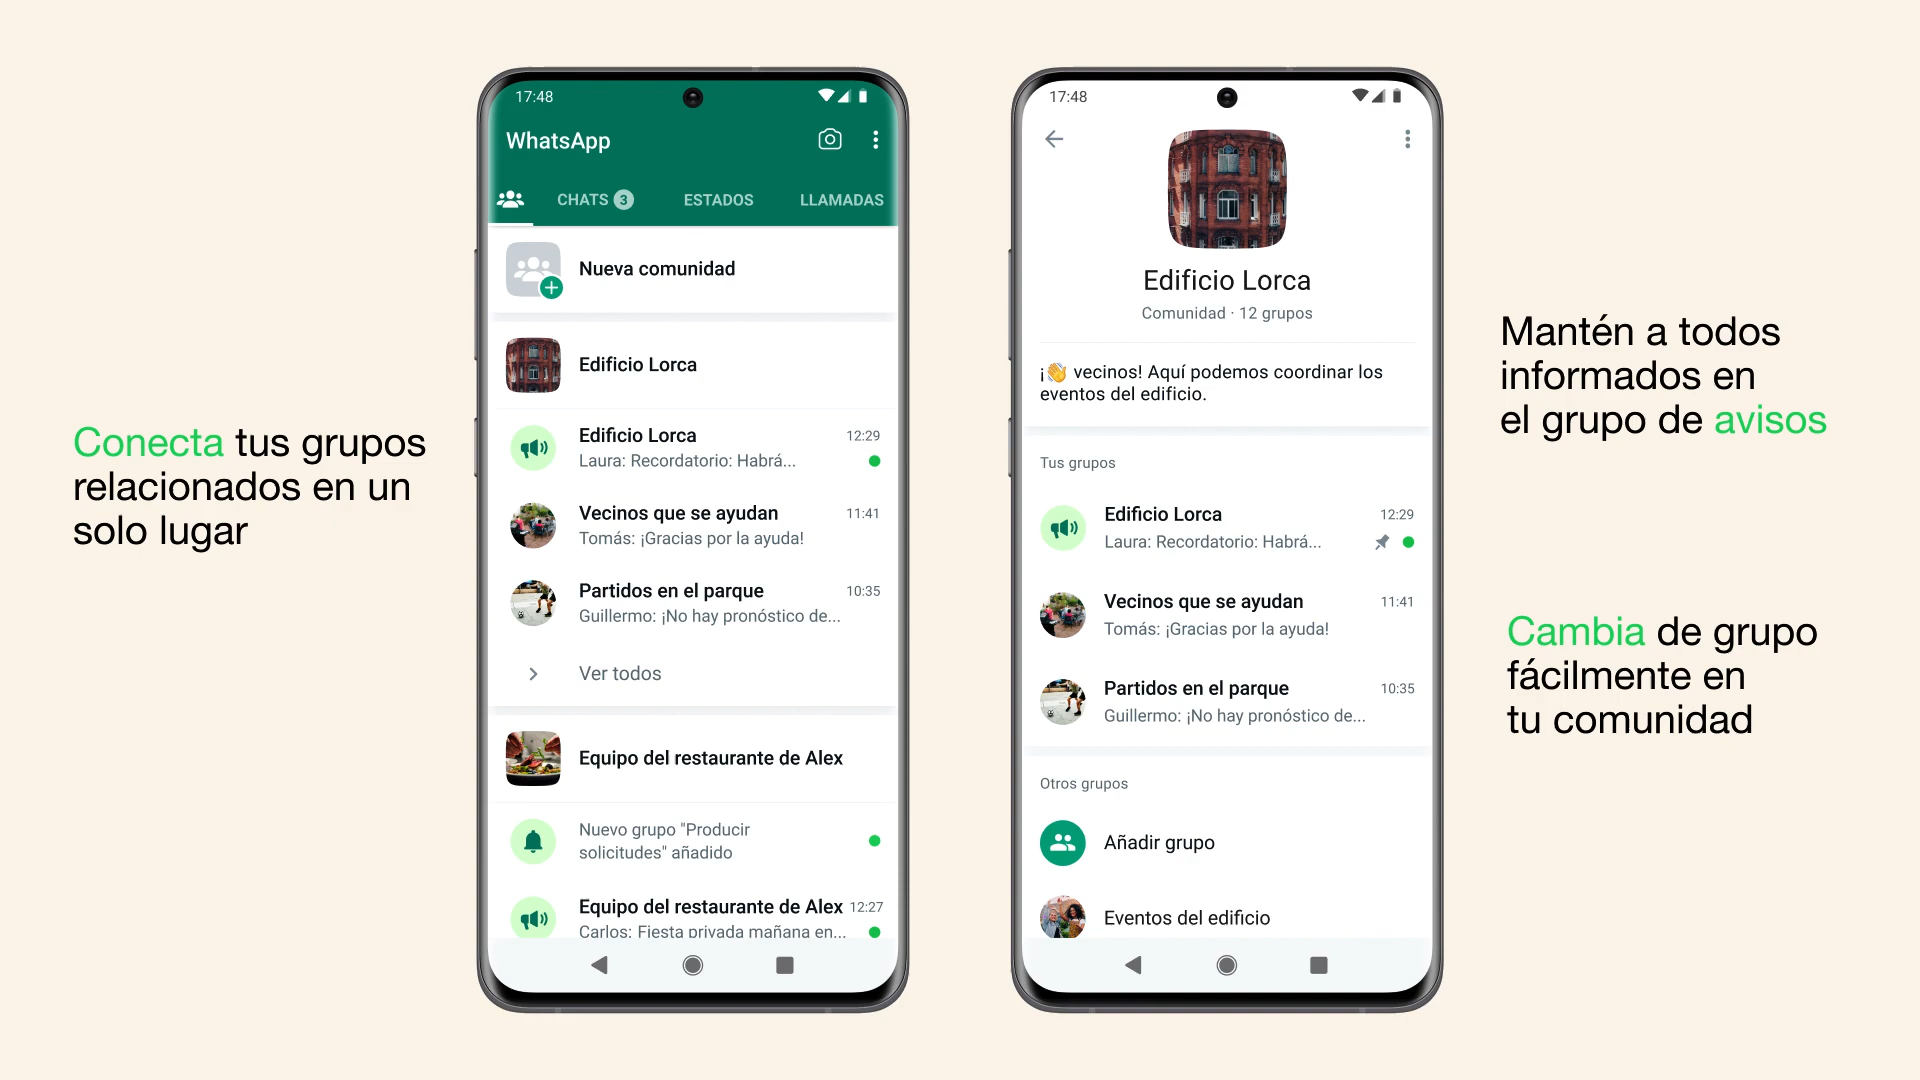 Conecta tus grupos
relacionados en un
solo lugar
17:48
WhatsApp
CHATS 3 ESTADOS LLAMADAS
Nueva comunidad
Edificio Lorca
Edificio Lorca 12:29
Laura: Recordatorio: Habrá...
Vecinos que se ayudan 11:41
Tomás: ¡Gracias por la ayuda!
Partidos en el parque 10:35
Guillermo: ¡No hay pronóstico de...
Ver todos
Equipo del restaurante de Alex
Nuevo grupo "Producir
solicitudes" añadido
Equipo del restaurante de Alex 12:27
Carlos: Fiesta privada mañana en...
17:48
Edificio Lorca
Comunidad · 12 grupos
¡👋 vecinos! Aquí podemos coordinar los
eventos del edificio.
Tus grupos
Edificio Lorca 12:29
Laura: Recordatorio: Habrá...
Vecinos que se ayudan 11:41
Tomás: ¡Gracias por la ayuda!
Partidos en el parque 10:35
Guillermo: ¡No hay pronóstico de...
Otros grupos
Añadir grupo
Eventos del edificio
Mantén a todos
informados en
el grupo de avisos
Cambia de grupo
fácilmente en
tu comunidad